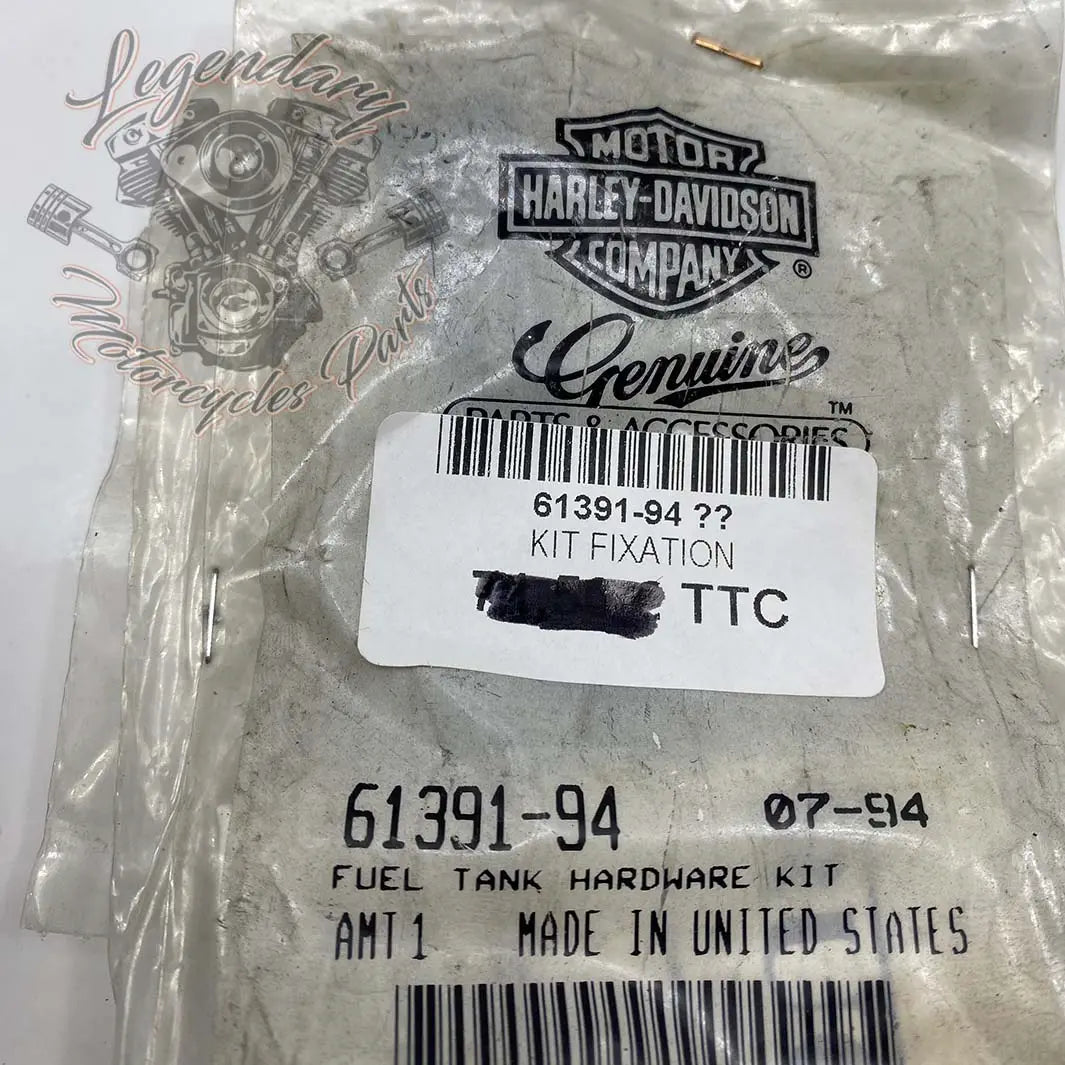 Legendary
Motorcycles Parts
MOTOR
HARLEY-DAVIDSON
COMPANY
®
Genuine
TM
PARTS & ACCESSORIES
61391-94 ??
KIT FIXATION
TTC
61391-94 07-94
FUEL TANK HARDWARE KIT
AMT 1 MADE IN UNITED STATES